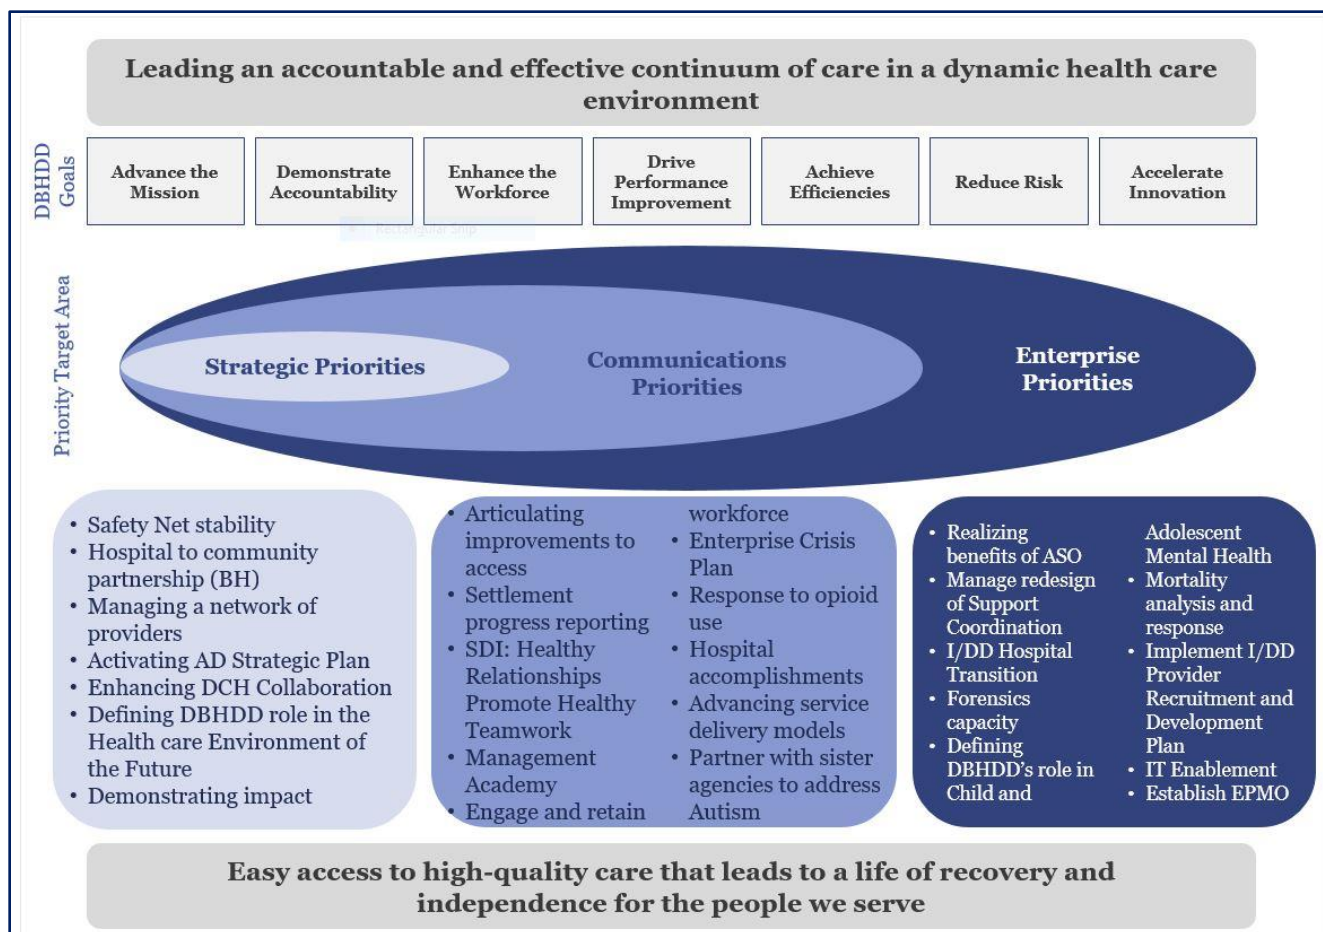 Leading an accountable and effective continuum of care in a dynamic health care
environment
DBHDD
Goals
Advance the
Mission
Demonstrate
Accountability
Enhance the
Workforce
Drive
Performance
Improvement
Achieve
Efficiencies
Reduce Risk
Accelerate
Innovation
Rectangular Snip
Priority Target Area
Strategic Priorities
Communications
Priorities
Enterprise
Priorities
• Safety Net stability
• Hospital to community
partnership (BH)
• Managing a network of
providers
• Activating AD Strategic Plan
• Enhancing DCH Collaboration
• Defining DBHDD role in the
Health care Environment of
the Future
• Demonstrating impact
• Articulating
improvements to
access
• Settlement
progress reporting
• SDI: Healthy
Relationships
Promote Healthy
Teamwork
• Management
Academy
• Engage and retain
workforce
• Enterprise Crisis
Plan
• Response to opioid
use
• Hospital
accomplishments
• Advancing service
delivery models
• Partner with sister
agencies to address
Autism
• Realizing
benefits of ASO
• Manage redesign
of Support
Coordination
• I/DD Hospital
Transition
• Forensics
capacity
• Defining
DBHDD's role in
Child and
Adolescent
Mental Health
• Mortality
analysis and
response
• Implement I/DD
Provider
Recruitment and
Development
Plan
• IT Enablement
• Establish EPMO
Easy access to high-quality care that leads to a life of recovery and
independence for the people we serve